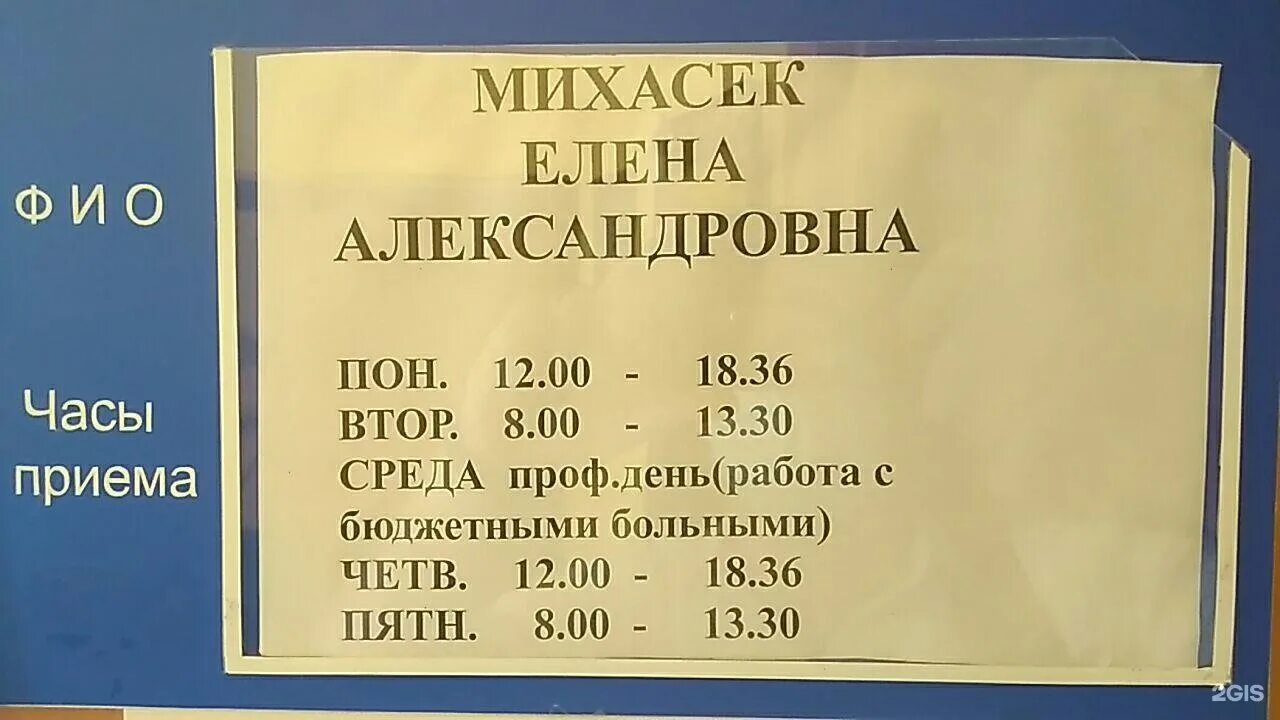 Ф И О
МИХАСЕК
ЕЛЕНА
АЛЕКСАНДРОВНА
Часы
приема
ПОН. 12.00 - 18.36
ВТОР. 8.00 - 13.30
СРЕДА проф.день(работа с
бюджетными больными)
ЧЕТВ. 12.00 - 18.36
ПЯТН. 8.00 - 13.30
2GIS